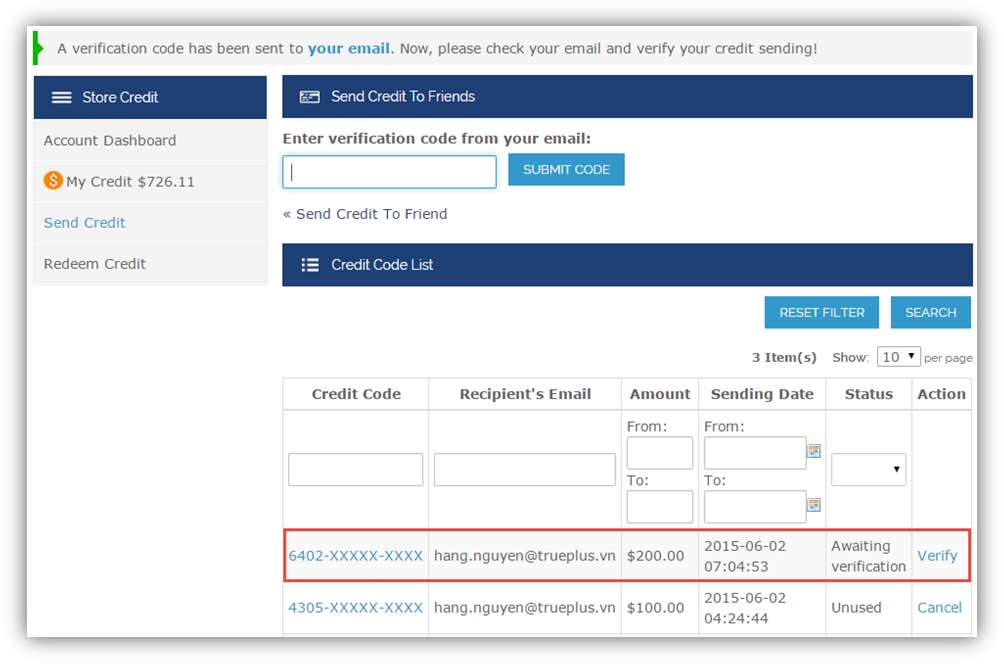 A verification code has been sent to your email. Now, please check your email and verify your credit sending!
Store Credit
Account Dashboard
My Credit $726.11
Send Credit
Redeem Credit
Send Credit To Friends
Enter verification code from your email:
SUBMIT CODE
« Send Credit To Friend
Credit Code List
RESET FILTER SEARCH
3 Item(s) Show: 10 per page
Credit Code Recipient's Email Amount Sending Date Status Action
From: From:
To: To:
6402-XXXXX-XXXX hang.nguyen@trueplus.vn $200.00 2015-06-02 07:04:53 Awaiting verification Verify
4305-XXXXX-XXXX hang.nguyen@trueplus.vn $100.00 2015-06-02 04:24:44 Unused Cancel